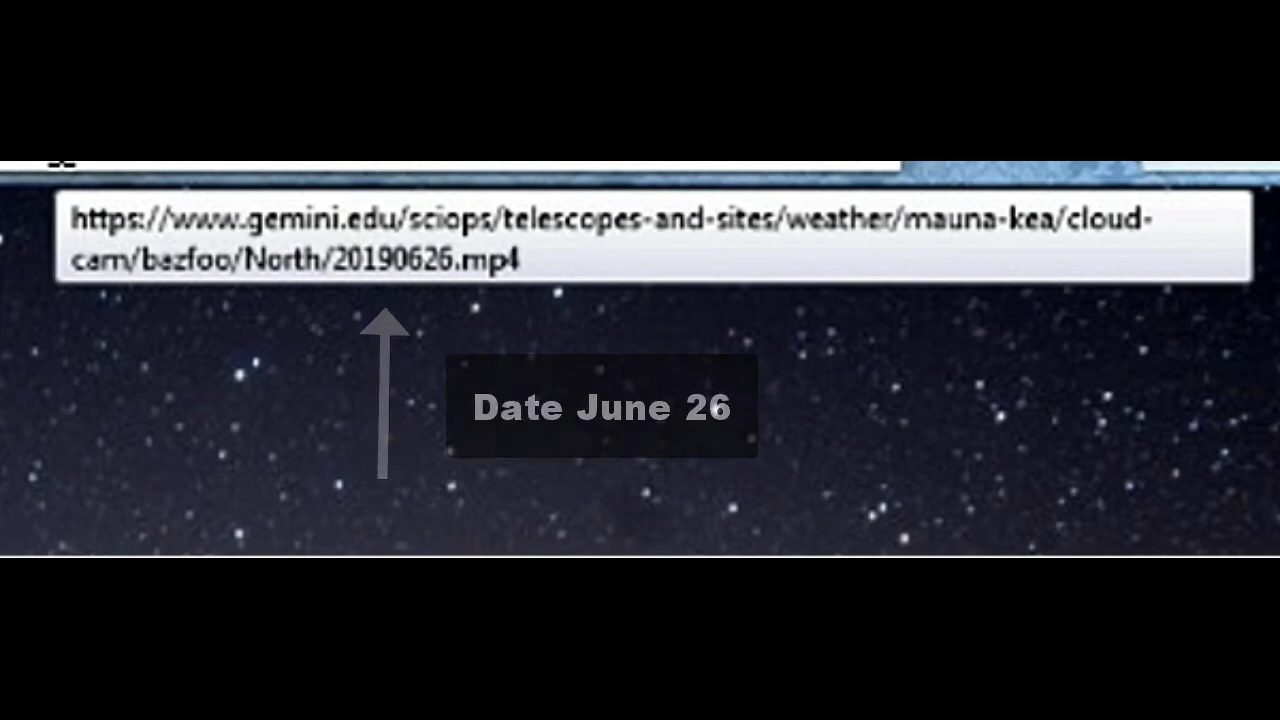 https://www.gemini.edu/sciops/telescopes-and-sites/weather/mauna-kea/cloud-
cam/bazfoo/North/20190626.mp4
Date June 26